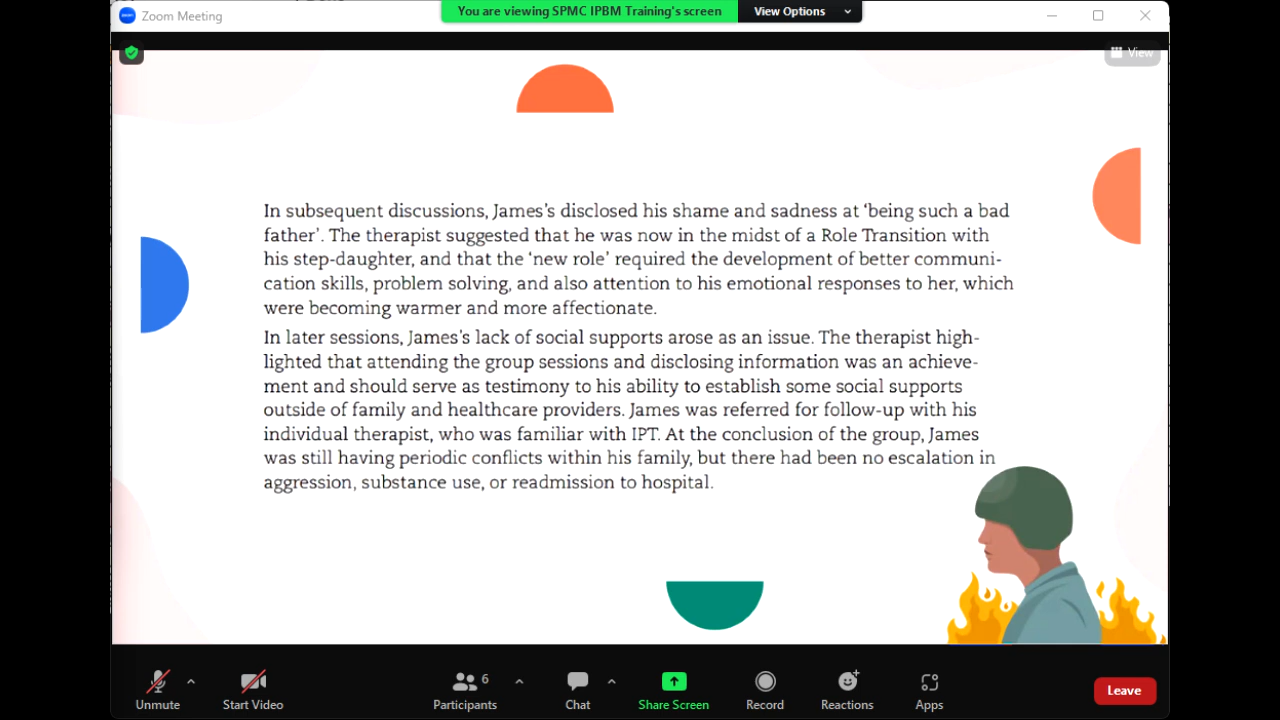 Zoom Meeting
You are viewing SPMC IPBM Training's screen
View Options
View
In subsequent discussions, James's disclosed his shame and sadness at 'being such a bad
father'. The therapist suggested that he was now in the midst of a Role Transition with
his step-daughter, and that the 'new role' required the development of better communi-
cation skills, problem solving, and also attention to his emotional responses to her, which
were becoming warmer and more affectionate.
In later sessions, James's lack of social supports arose as an issue. The therapist high-
lighted that attending the group sessions and disclosing information was an achieve-
ment and should serve as testimony to his ability to establish some social supports
outside of family and healthcare providers. James was referred for follow-up with his
individual therapist, who was familiar with IPT. At the conclusion of the group, James
was still having periodic conflicts within his family, but there had been no escalation in
aggression, substance use, or readmission to hospital.
Unmute
Start Video
Participants
6
Chat
Share Screen
Record
Reactions
Apps
Leave